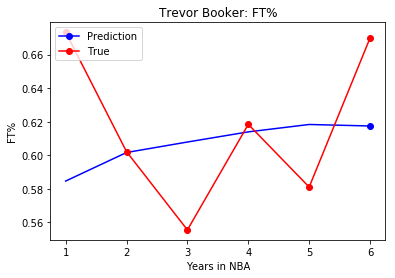 Trevor Booker: FT%
Prediction
True
0.66
0.64
0.62
0.60
0.58
0.56
FT%
1 2 3 4 5 6
Years in NBA